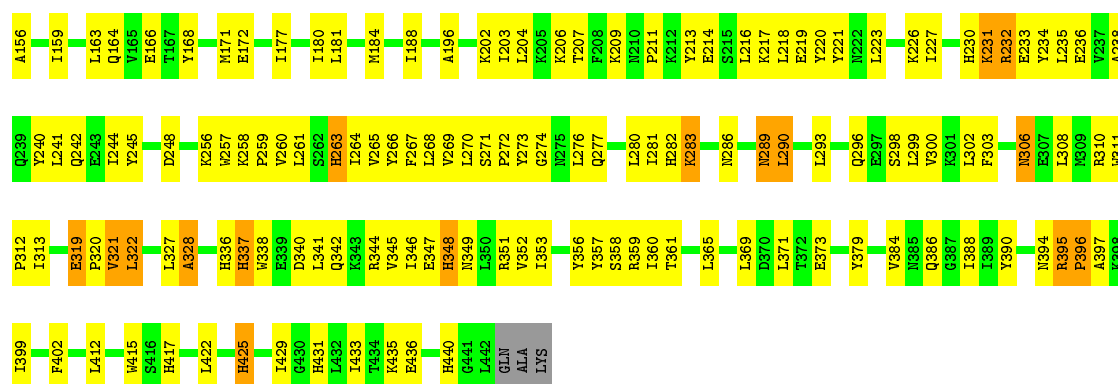 A156 I159 L163 Q164 V165 E166 T167 Y168 M171 E172 I177 I180 L181 M184 I188 A196 K202 I203 L204 K205 K206 T207 F208 K209 N210 P211 K212 Y213 E214 S215 L216 K217 L218 E219 Y220 Y221 N222 L223 K226 I227 H230 K231 R232 E233 Y234 L235 E236 V237 A238
Q239 Y240 L241 Q242 E243 I244 Y245 D248 K256 W257 K258 P259 V260 L261 S262 H263 I264 V265 Y266 F267 L268 V269 L270 S271 P272 Y273 G274 N275 L276 Q277 L280 I281 H282 K283 N286 N289 L290 L293 Q296 E297 S298 L299 V300 K301 L302 F303 N306 E307 L308 M309 R310 W311
P312 I313 E319 P320 V321 L322 L327 A328 H336 H337 W338 E339 D340 L341 Q342 K343 R344 V345 I346 E347 H348 N349 L350 R351 V352 I353 Y356 Y357 S358 R359 I360 T361 L365 L369 D370 L371 T372 E373 Y379 V384 N385 Q386 G387 I388 I389 Y390 N394 R395 P396 A397 K398
I399 F402 L412 W415 S416 H417 L422 H425 I429 G430 H431 L432 I433 T434 K435 E436 H440 G441 L442 GLN ALA LYS